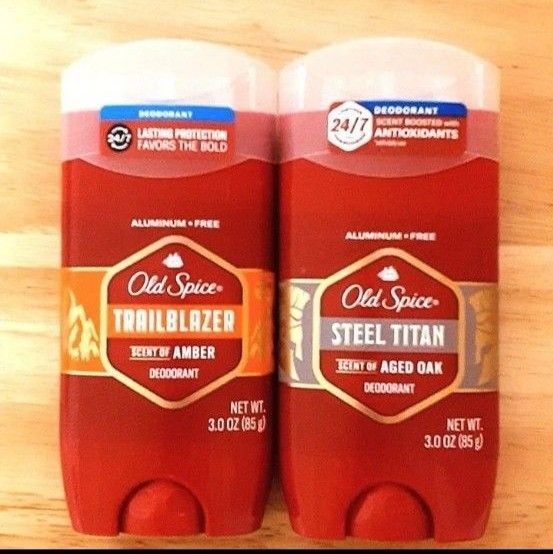 DEODORANT
24/7
LASTING PROTECTION
FAVORS THE BOLD
ALUMINUM • FREE
Old Spice®
TRAILBLAZER
SCENT OF AMBER
DEODORANT
NET WT.
3.0 OZ (85 g)
DEODORANT
24/7
SCENT BOOSTED with
ANTIOXIDANTS
ALUMINUM • FREE
Old Spice®
STEEL TITAN
SCENT OF AGED OAK
DEODORANT
NET WT.
3.0 OZ (85 g)